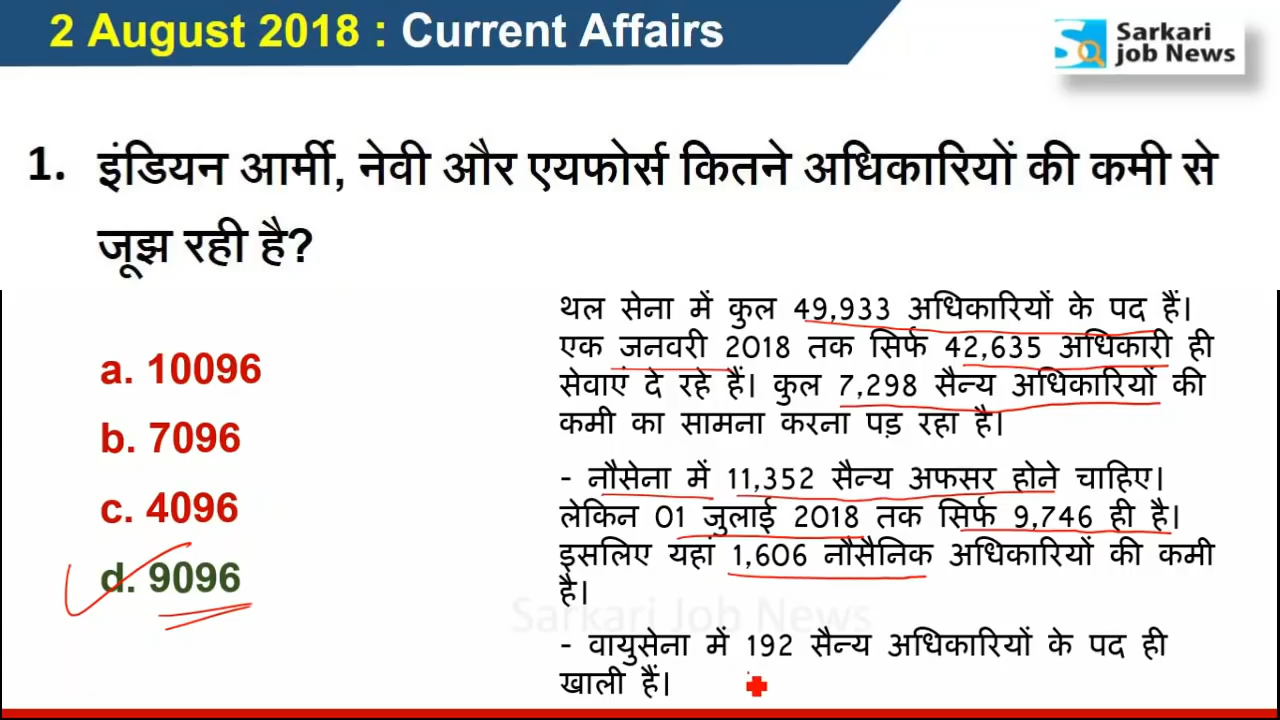 2 August 2018 : Current Affairs
Sarkari
Job News
1. इंडियन आर्मी, नेवी और एयफोर्स कितने अधिकारियों की कमी से
जूझ रही है?
a. 10096
b. 7096
c. 4096
d. 9096
थल सेना में कुल 49,933 अधिकारियों के पद हैं।
एक जनवरी 2018 तक सिर्फ 42,635 अधिकारी ही
सेवाएं दे रहे हैं। कुल 7,298 सैन्य अधिकारियों की
कमी का सामना करना पड़ रहा है।
- नौसेना में 11,352 सैन्य अफसर होने चाहिए।
लेकिन 01 जुलाई 2018 तक सिर्फ 9,746 ही है।
इसलिए यहां 1,606 नौसैनिक अधिकारियों की कमी
है।
Sarkari Job News
- वायुसेना में 192 सैन्य अधिकारियों के पद ही
खाली हैं।